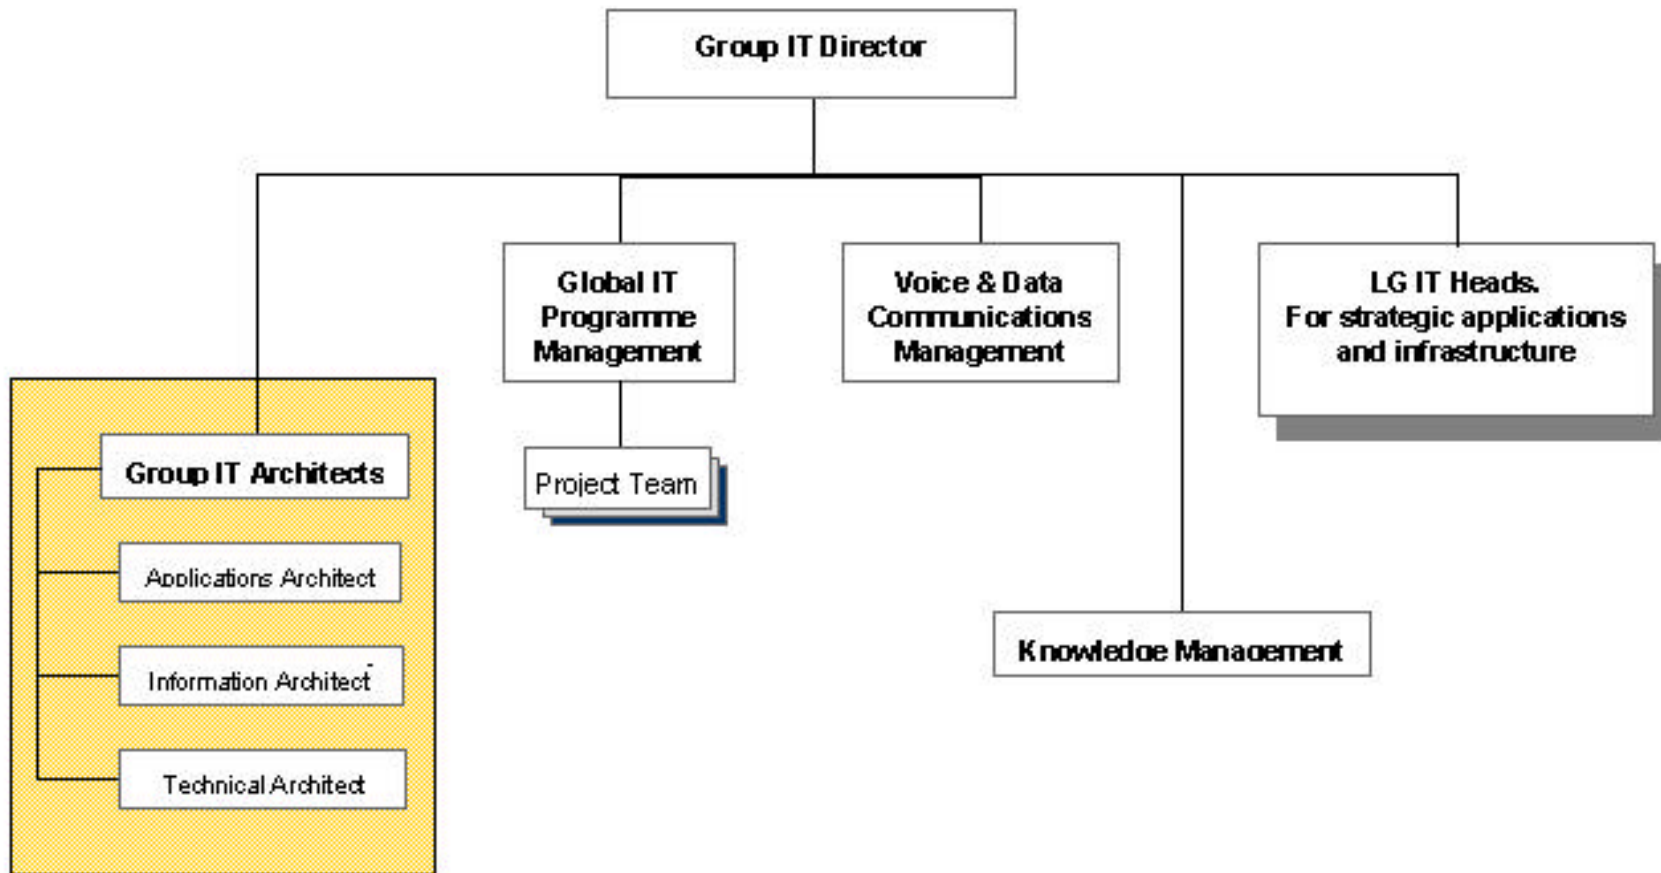 Group IT Director
Global IT
Programme
Management
Voice & Data
Communications
Management
LG IT Heads.
For strategic applications
and infrastructure
Group IT Architects
Project Team
Applications Architect
Information Architect
Technical Architect
Knowledge Management